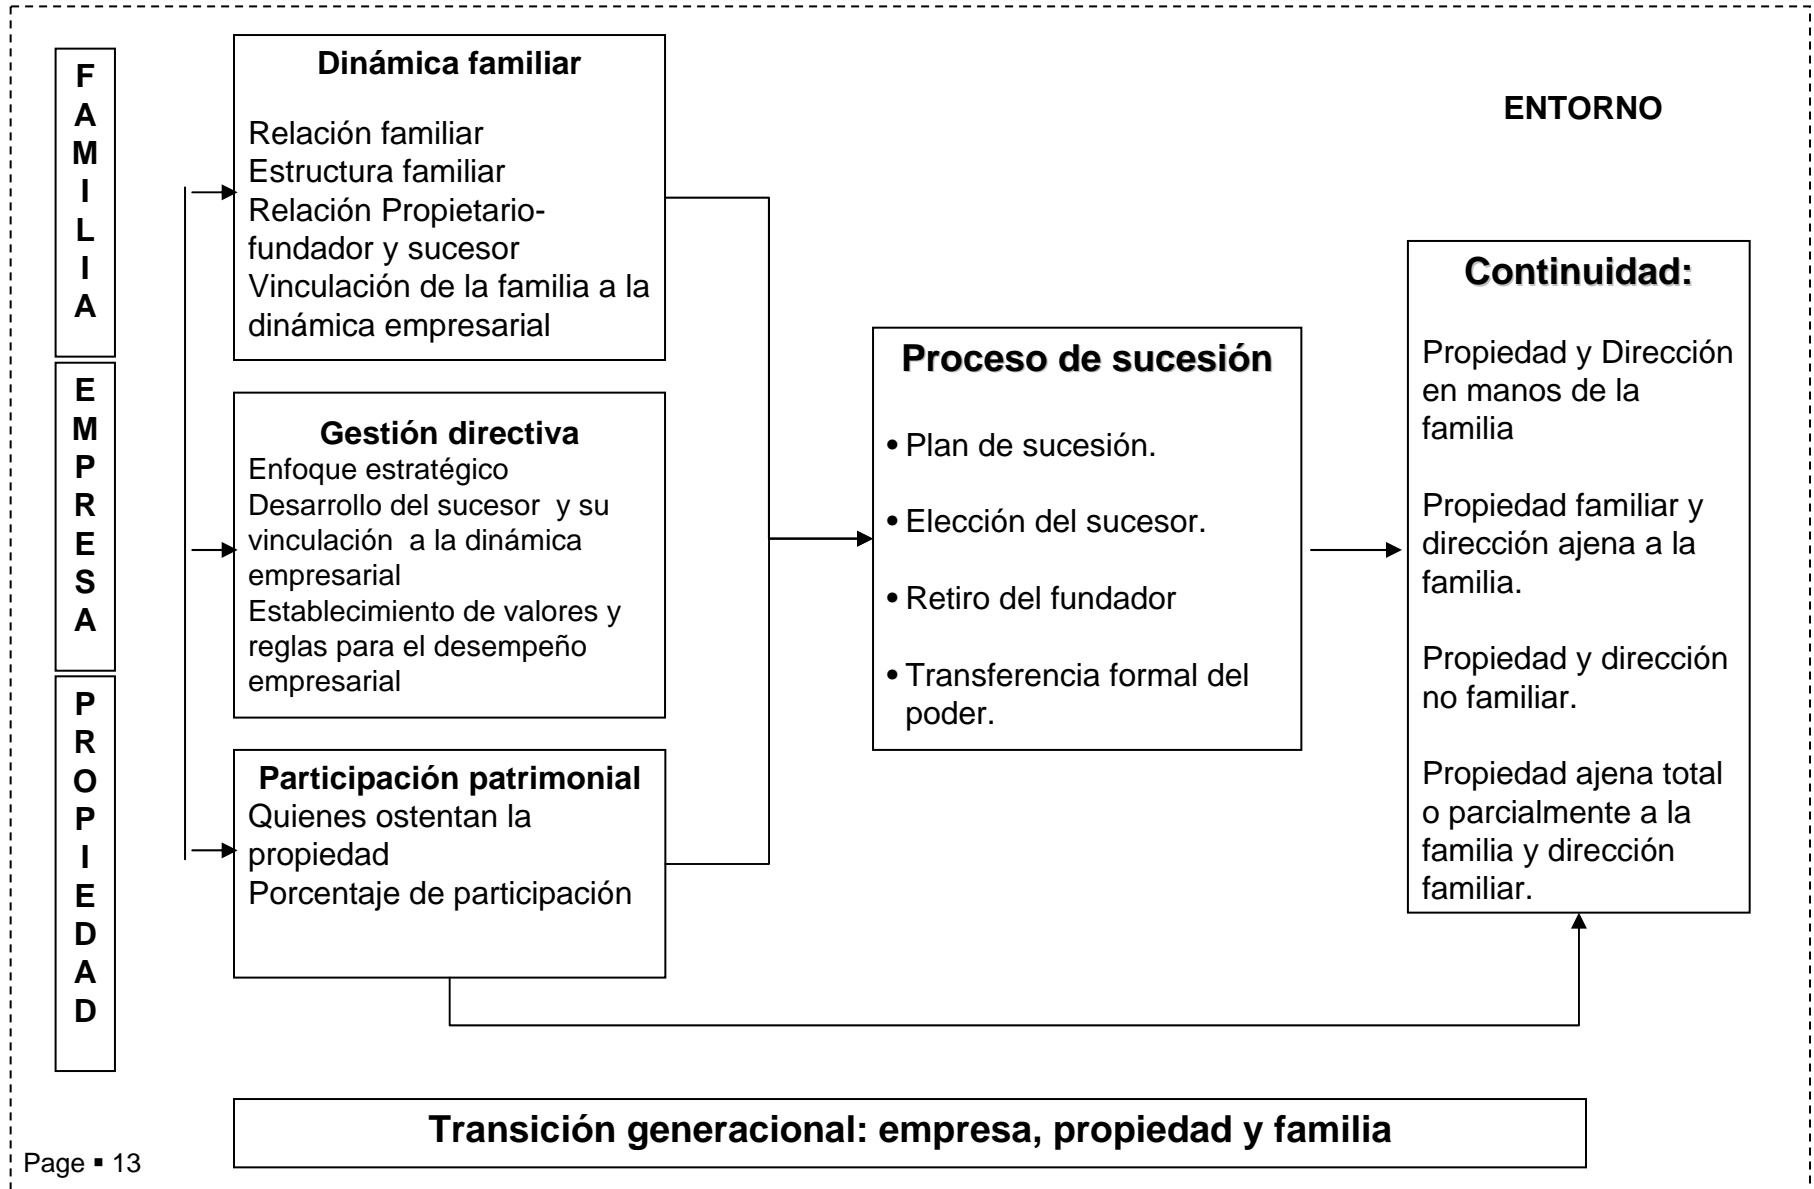 FAMILIA
EMPRESA
PROPIEDAD
Dinámica familiar
Relación familiar
Estructura familiar
Relación Propietario-
fundador y sucesor
Vinculación de la familia a la
dinámica empresarial
Gestión directiva
Enfoque estratégico
Desarrollo del sucesor y su
vinculación a la dinámica
empresarial
Establecimiento de valores y
reglas para el desempeño
empresarial
Participación patrimonial
Quienes ostentan la
propiedad
Porcentaje de participación
Proceso de sucesión
• Plan de sucesión.
• Elección del sucesor.
• Retiro del fundador
• Transferencia formal del
poder.
ENTORNO
Continuidad:
Propiedad y Dirección
en manos de la
familia
Propiedad familiar y
dirección ajena a la
familia.
Propiedad y dirección
no familiar.
Propiedad ajena total
o parcialmente a la
familia y dirección
familiar.
Transición generacional: empresa, propiedad y familia
Page ▪ 13